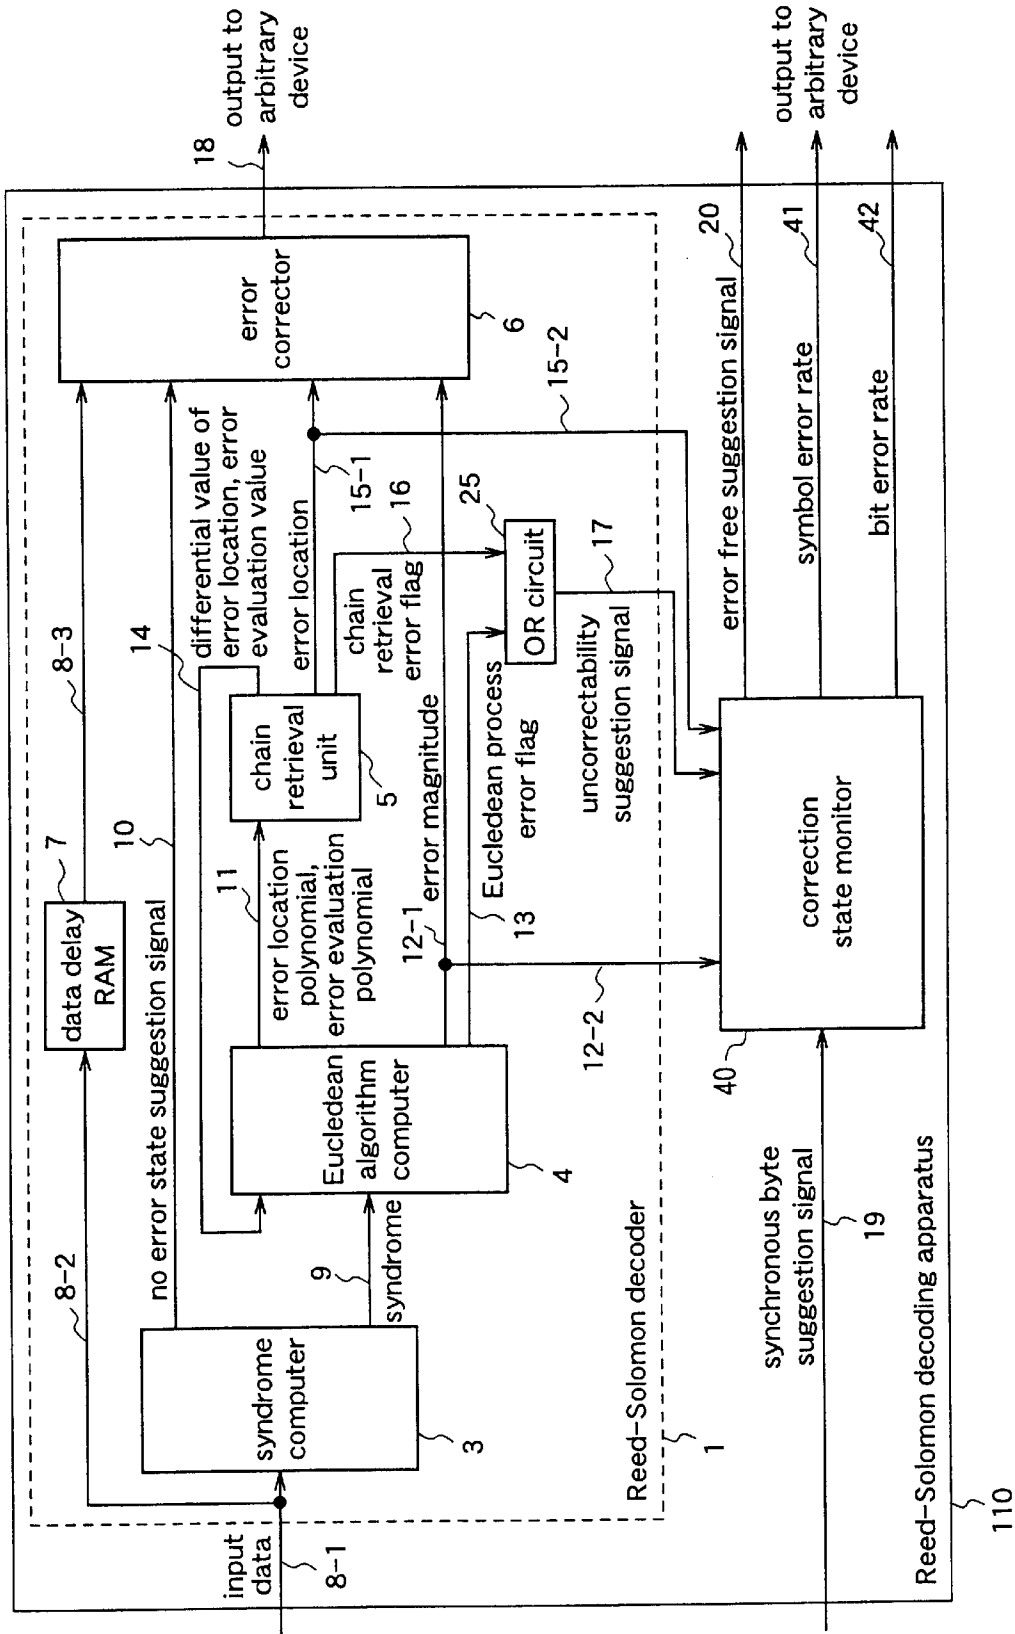 input
data
8-1
8-2
syndrome
computer
3
no error state suggestion signal
10
9
syndrome
data delay
RAM
7
8-3
Eucledean
algorithm
computer
4
14
differential value of
error location, error
evaluation value
11
error location
polynomial,
error evaluation
polynomial
chain
retrieval
unit
5
error location
15-1
chain
retrieval
error flag
16
12-1
error magnitude
13
Eucledean process
error flag
OR circuit
25
uncorrectability
suggestion signal
17
12-2
15-2
error
corrector
6
18
output to
arbitrary
device
Reed-Solomon decoder
1
synchronous byte
suggestion signal
19
correction
state monitor
40
error free suggestion signal
20
symbol error rate
41
bit error rate
42
output to
arbitrary
device
Reed-Solomon decoding apparatus
110